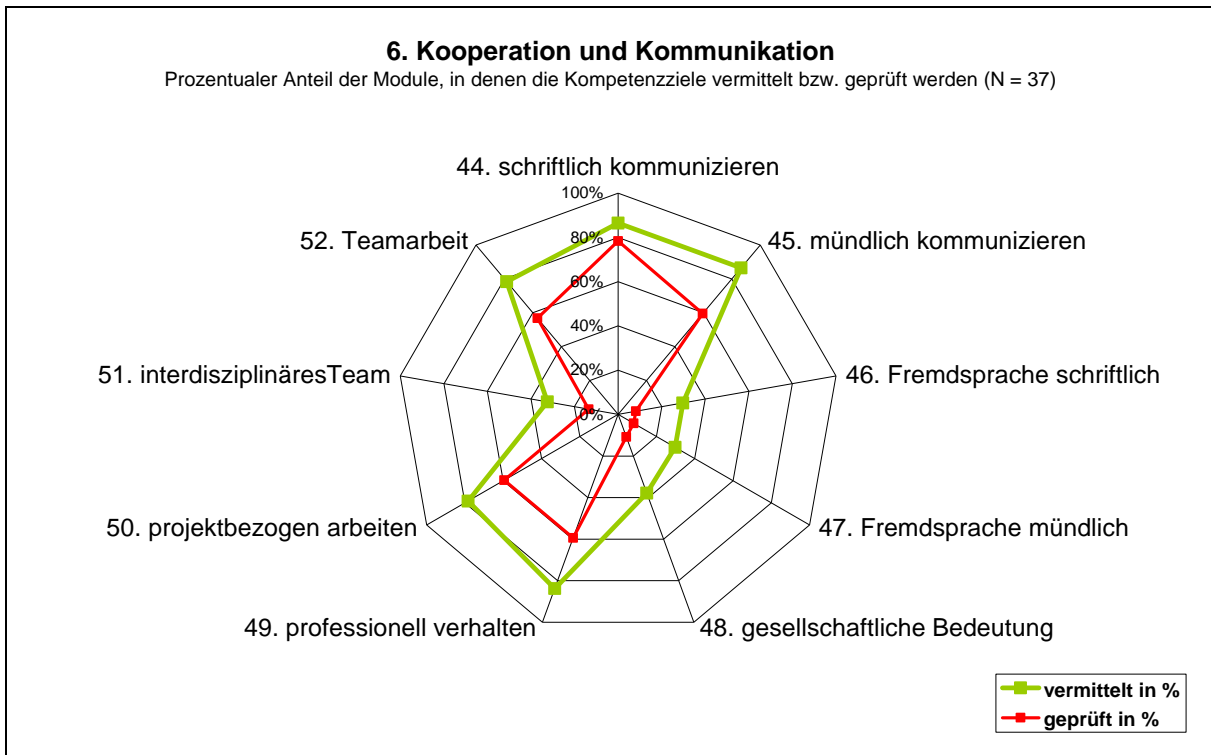 6. Kooperation und Kommunikation
Prozentualer Anteil der Module, in denen die Kompetenzziele vermittelt bzw. geprüft werden (N = 37)
44. schriftlich kommunizieren
100%
52. Teamarbeit
80%
45. mündlich kommunizieren
60%
40%
51. interdisziplinäresTeam
46. Fremdsprache schriftlich
20%
0%
50. projektbezogen arbeiten
47. Fremdsprache mündlich
49. professionell verhalten
48. gesellschaftliche Bedeutung
vermittelt in %
geprüft in %